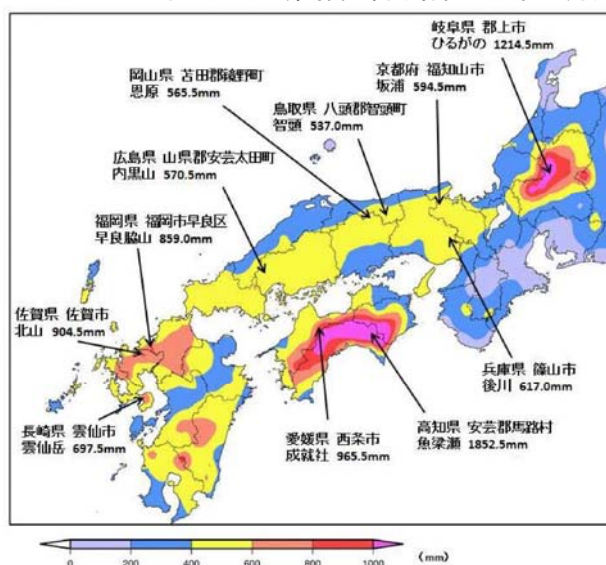 岐阜県 郡上市
ひるがの 1214.5mm
岡山県 苫田郡鏡野町
恩原 565.5mm
京都府 福知山市
坂浦 594.5mm
鳥取県 八頭郡智頭町
智頭 537.0mm
広島県 山県郡安芸太田町
内黒山 570.5mm
福岡県 福岡市早良区
早良脇山 859.0mm
佐賀県 佐賀市
北山 904.5mm
兵庫県 篠山市
後川 617.0mm
長崎県 雲仙市
雲仙岳 697.5mm
愛媛県 西条市
成就社 965.5mm
高知県 安芸郡馬路村
魚梁瀬 1852.5mm
0 200 400 600 800 1000 (mm)